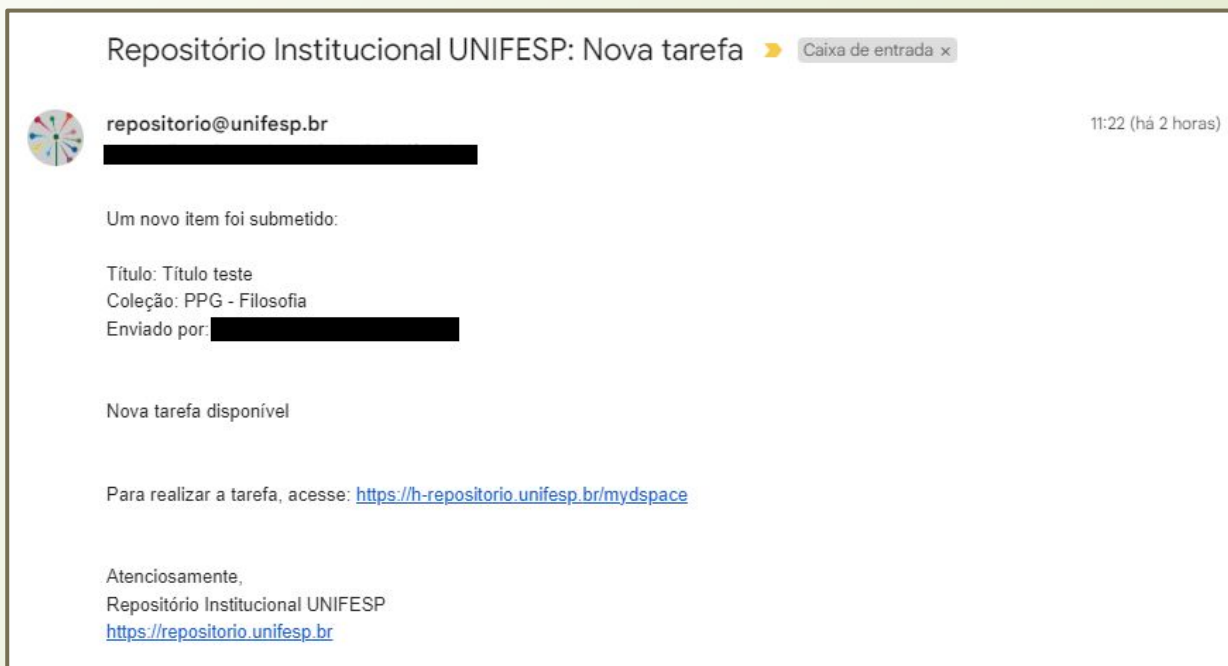 Repositório Institucional UNIFESP: Nova tarefa Caixa de entrada ×
repositorio@unifesp.br 11:22 (há 2 horas)
Um novo item foi submetido:
Título: Título teste
Coleção: PPG - Filosofia
Enviado por:
Nova tarefa disponível
Para realizar a tarefa, acesse: https://h-repositorio.unifesp.br/mydspace
Atenciosamente,
Repositório Institucional UNIFESP
https://repositorio.unifesp.br